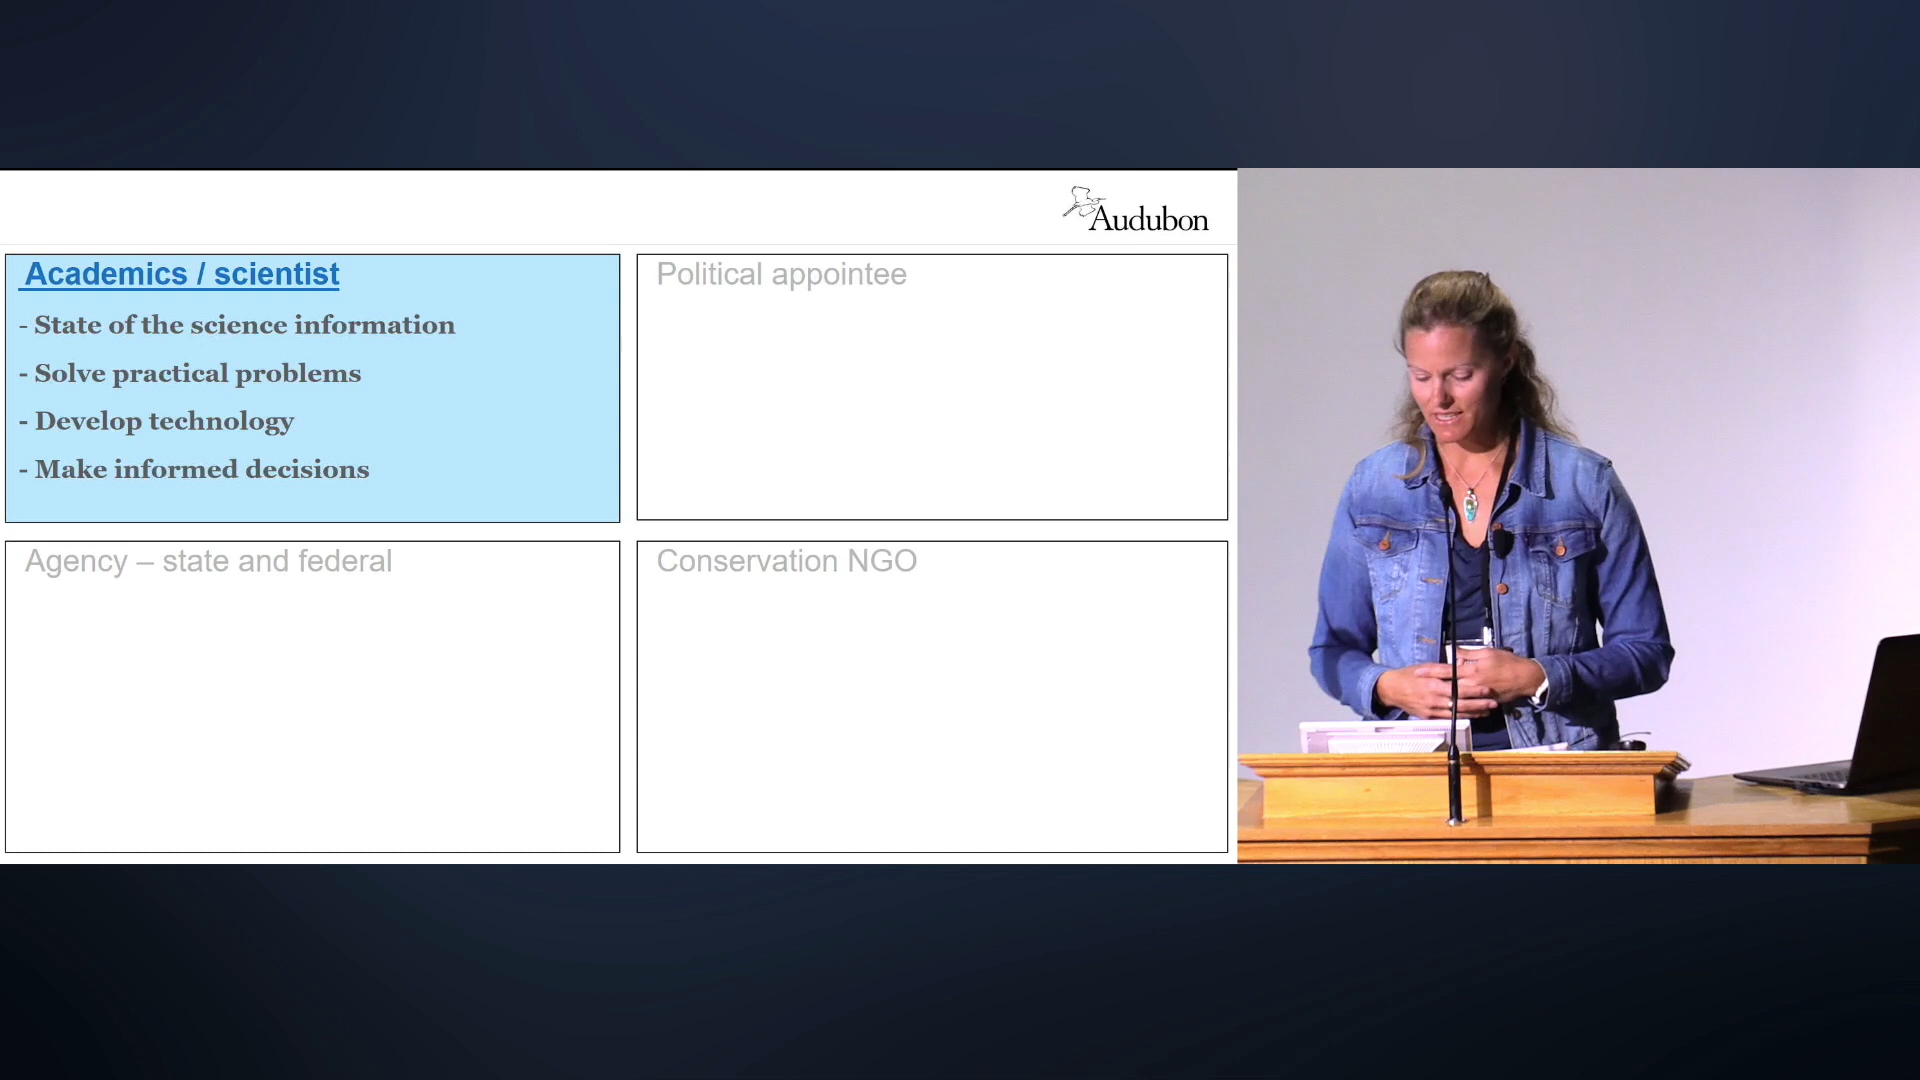 Audubon
Academics / scientist
- State of the science information
- Solve practical problems
- Develop technology
- Make informed decisions
Political appointee
Agency – state and federal
Conservation NGO